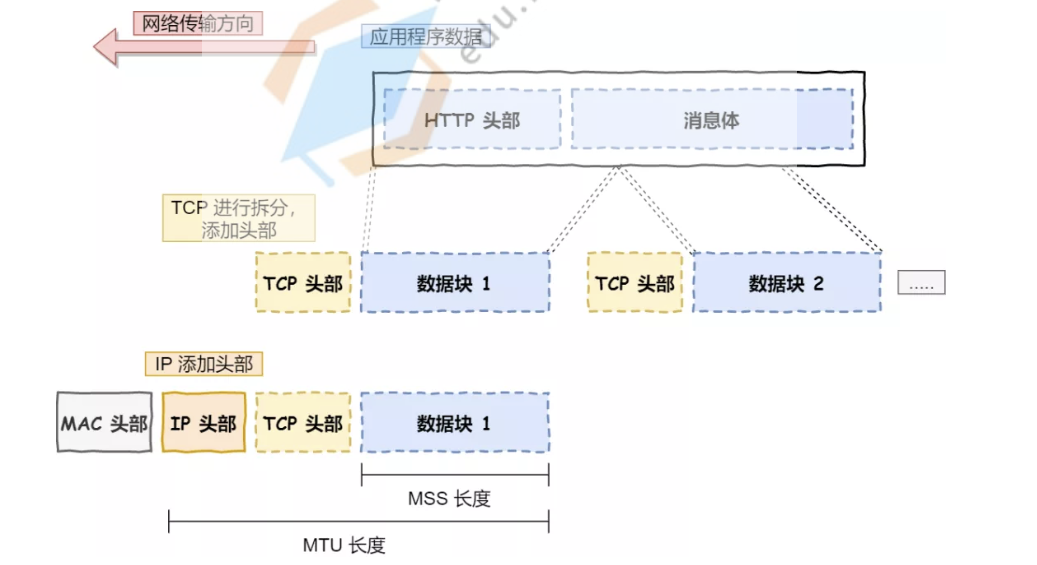 网络传输方向
应用程序数据
edu.
HTTP 头部
消息体
TCP 进行拆分,
添加头部
TCP 头部
数据块 1
TCP 头部
数据块 2
.....
IP 添加头部
MAC 头部
IP 头部
TCP 头部
数据块 1
MSS 长度
MTU 长度